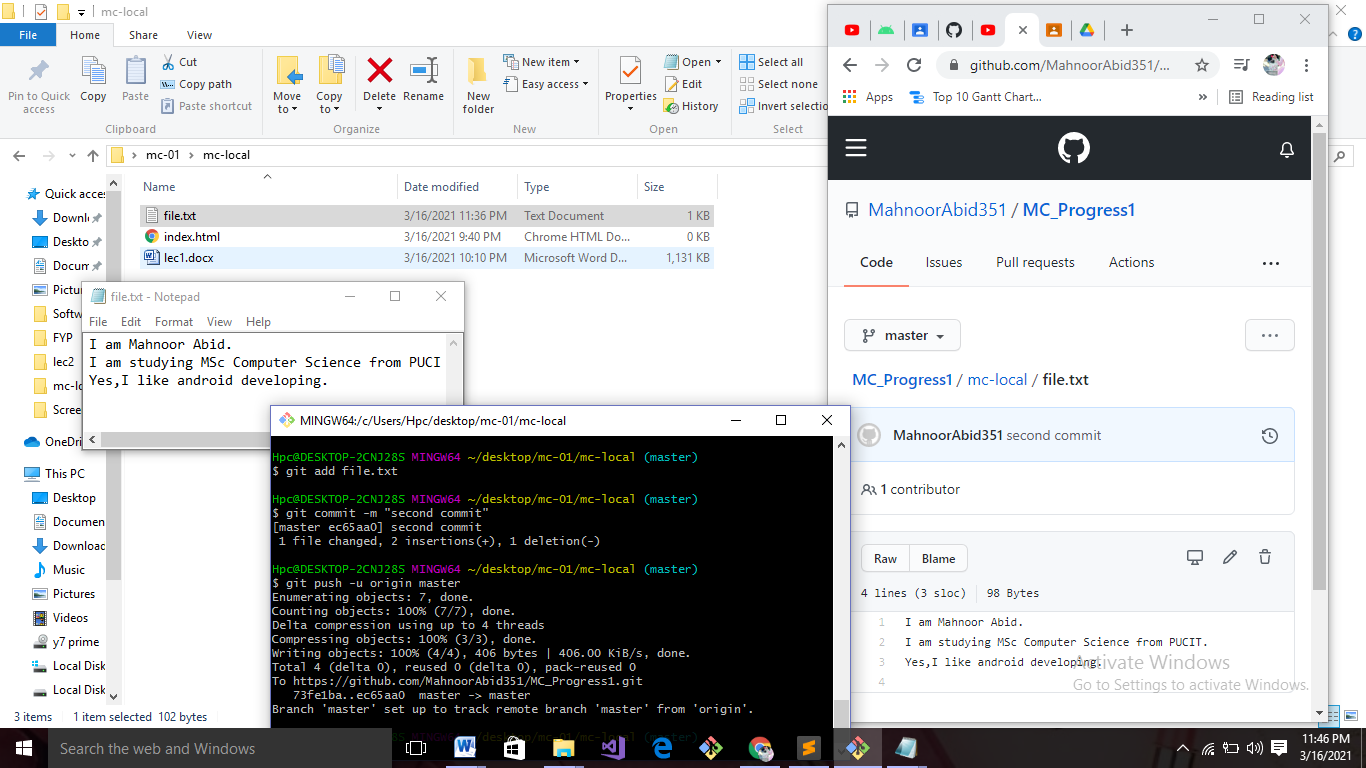 mc-local
File Home Share View
Pin to Quick access
Copy
Paste
Cut
Copy path
Paste shortcut
Clipboard
Move to
Copy to
Delete
Rename
Organize
New folder
New item
Easy access
New
Properties
Open
Edit
History
Open
Select all
Select none
Invert selectio
Select
mc-01 › mc-local
Name Date modified Type Size
file.txt 3/16/2021 11:36 PM Text Document 1 KB
index.html 3/16/2021 9:40 PM Chrome HTML Do... 0 KB
lec1.docx 3/16/2021 10:10 PM Microsoft Word D... 1,131 KB
Quick acces
Downl
Deskto
Docum
Pictu
Softw
FYP
lec2
mc-lo
Scree
OneDri
This PC
Desktop
Documen
Download
Music
Pictures
Videos
y7 prime
Local Disk
Local Disk
3 items 1 item selected 102 bytes
file.txt - Notepad
File Edit Format View Help
I am Mahnoor Abid.
I am studying MSc Computer Science from PUCI
Yes,I like android developing.
MINGW64:/c/Users/Hpc/desktop/mc-01/mc-local
Hpc@DESKTOP-2CNJ28S MINGW64 ~/desktop/mc-01/mc-local (master)
$ git add file.txt
Hpc@DESKTOP-2CNJ28S MINGW64 ~/desktop/mc-01/mc-local (master)
$ git commit -m "second commit"
[master ec65aa0] second commit
1 file changed, 2 insertions(+), 1 deletion(-)
Hpc@DESKTOP-2CNJ28S MINGW64 ~/desktop/mc-01/mc-local (master)
$ git push -u origin master
Enumerating objects: 7, done.
Counting objects: 100% (7/7), done.
Delta compression using up to 4 threads
Compressing objects: 100% (3/3), done.
Writing objects: 100% (4/4), 406 bytes | 406.00 KiB/s, done.
Total 4 (delta 0), reused 0 (delta 0), pack-reused 0
To https://github.com/MahnoorAbid351/MC_Progress1.git
73fe1ba..ec65aa0 master -> master
Branch 'master' set up to track remote branch 'master' from 'origin'.
github.com/MahnoorAbid351/...
Apps Top 10 Gantt Chart... » Reading list
MahnoorAbid351 / MC_Progress1
Code Issues Pull requests Actions ...
master
MC_Progress1 / mc-local / file.txt
MahnoorAbid351 second commit
1 contributor
Raw Blame
4 lines (3 sloc) 98 Bytes
1 I am Mahnoor Abid.
2 I am studying MSc Computer Science from PUCIT.
3 Yes,I like android developing.
4
Activate Windows
Go to Settings to activate Windows.
Search the web and Windows
11:46 PM
3/16/2021